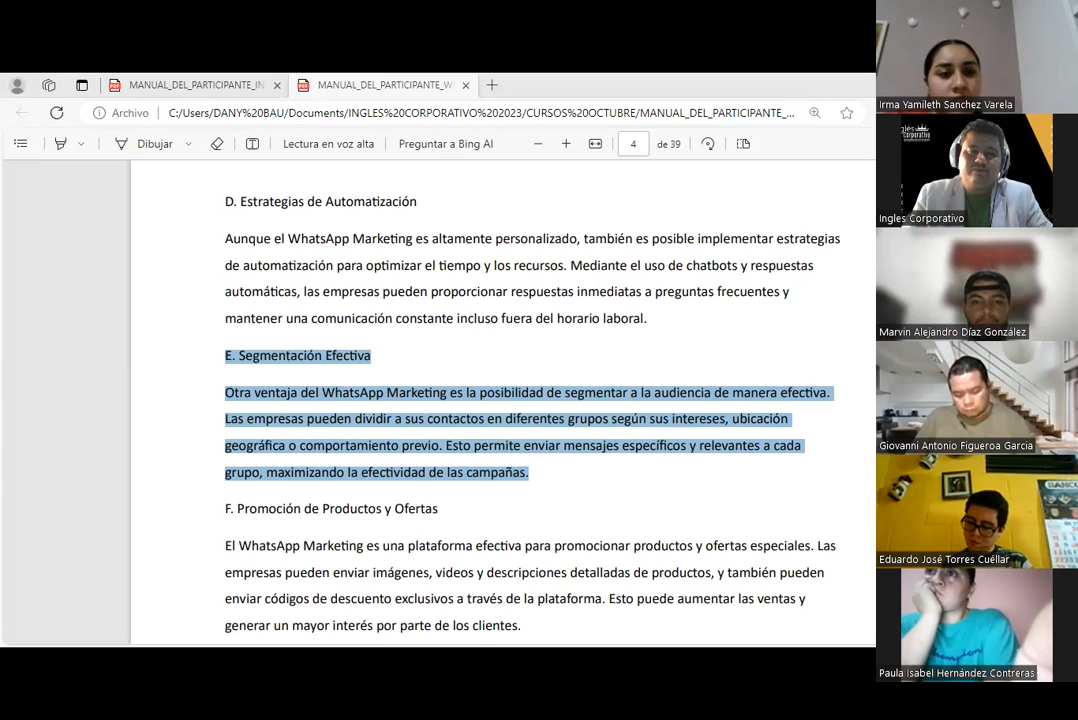 MANUAL_DEL_PARTICIPANTE_IN
MANUAL_DEL_PARTICIPANTE_W
Archivo
C:/Users/DANY%20BAU/Documents/INGLES%20CORPORATIVO%202023/CURSOS%20OCTUBRE/MANUAL_DEL_PARTICIPANTE_...
Dibujar
Lectura en voz alta
Preguntar a Bing AI
4
de 39
D. Estrategias de Automatización
Aunque el WhatsApp Marketing es altamente personalizado, también es posible implementar estrategias
de automatización para optimizar el tiempo y los recursos. Mediante el uso de chatbots y respuestas
automáticas, las empresas pueden proporcionar respuestas inmediatas a preguntas frecuentes y
mantener una comunicación constante incluso fuera del horario laboral.
E. Segmentación Efectiva
Otra ventaja del WhatsApp Marketing es la posibilidad de segmentar a la audiencia de manera efectiva.
Las empresas pueden dividir a sus contactos en diferentes grupos según sus intereses, ubicación
geográfica o comportamiento previo. Esto permite enviar mensajes específicos y relevantes a cada
grupo, maximizando la efectividad de las campañas.
F. Promoción de Productos y Ofertas
El WhatsApp Marketing es una plataforma efectiva para promocionar productos y ofertas especiales. Las
empresas pueden enviar imágenes, videos y descripciones detalladas de productos, y también pueden
enviar códigos de descuento exclusivos a través de la plataforma. Esto puede aumentar las ventas y
generar un mayor interés por parte de los clientes.
Irma Yamileth Sanchez Varela
Ingles Corporativo
Marvin Alejandro Díaz González
Giovanni Antonio Figueroa Garcia
Eduardo José Torres Cuéllar
Paula Isabel Hernández Contreras